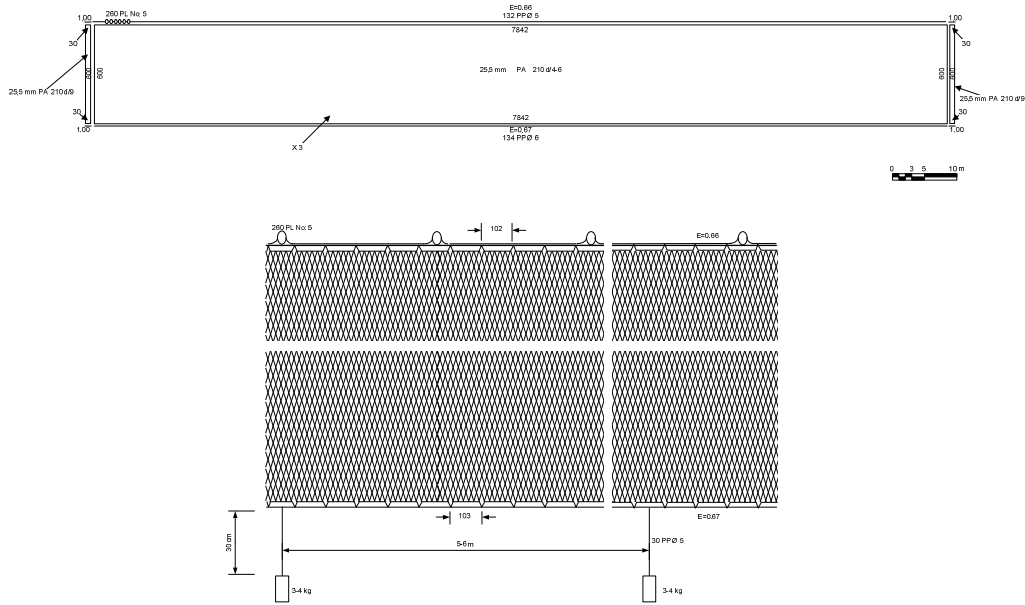 E=0.66
1,00 260 PL No: 5 132 PPØ 5 1,00
30 7842 30
600 600 25,5 mm PA 210 d/4-6 600 600
25,5 mm PA 210 d/9 25,5 mm PA 210 d/9
30 7842 30
1,00 E=0,67 1,00
134 PPØ 6
X 3
0 3 5 10 m
260 PL No: 5 102 E=0.66
103 E=0.67
30 cm 5-6 m 30 PP Ø 5
3-4 kg 3-4 kg